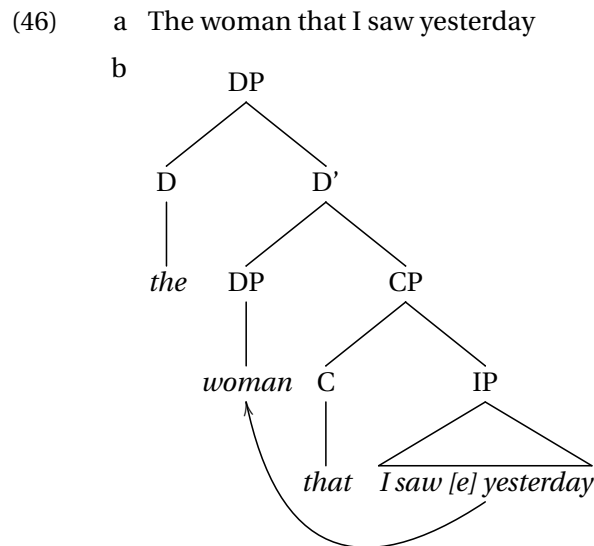 (46) a The woman that I saw yesterday
b
DP
D D’
the DP CP
woman C IP
that I saw [e] yesterday